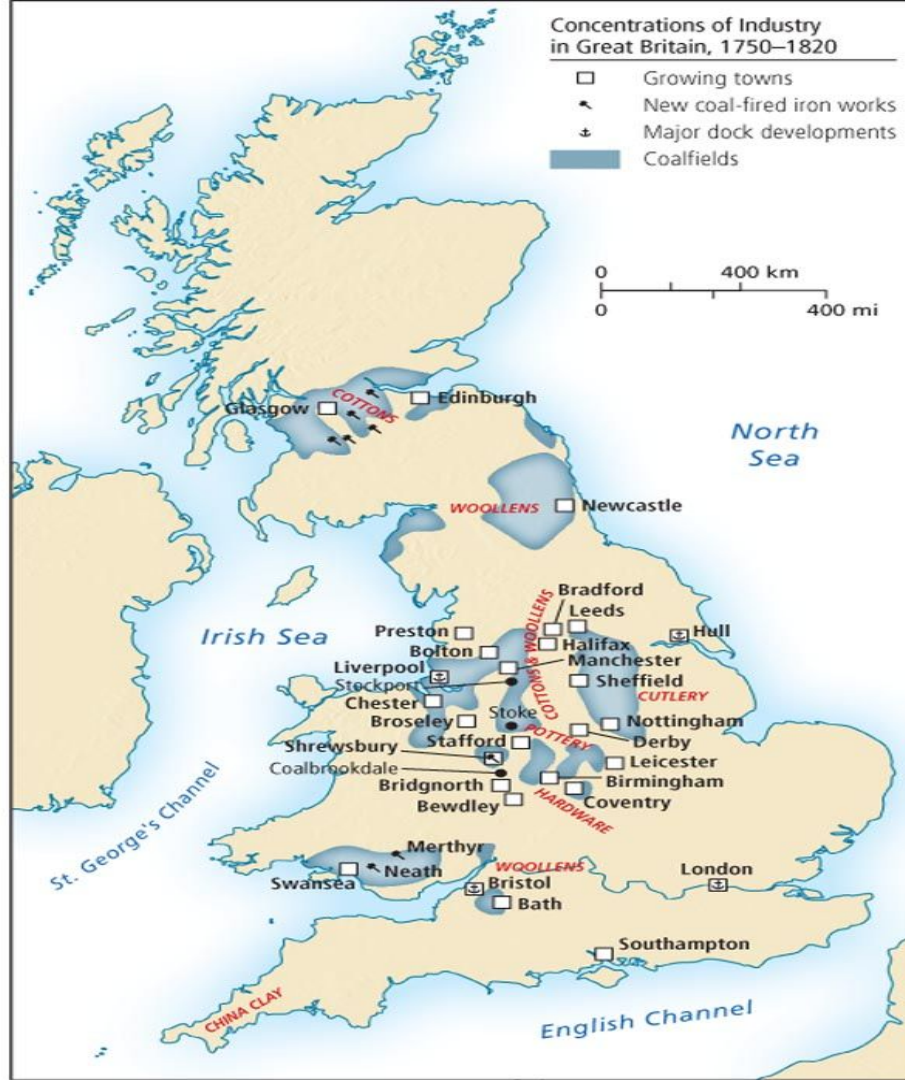 Concentrations of Industry
in Great Britain, 1750–1820
Growing towns
New coal-fired iron works
Major dock developments
Coalfields
0 400 km
0 400 mi
COTTONS
Glasgow
Edinburgh
North
Sea
WOOLLENS
Newcastle
Bradford
Leeds
Irish Sea
Preston
COTTONS & WOOLLENS
Halifax
Hull
Bolton
Manchester
Liverpool
Stockport
Sheffield
CUTLERY
Chester
Stoke
Broseley
Nottingham
POTTERY
Stafford
Derby
Shrewsbury
Leicester
Coalbrookdale
Birmingham
Bridgnorth
Coventry
Bewdley
HARDWARE
St. George's Channel
Merthyr
Neath
WOOLLENS
London
Swansea
Bristol
Bath
Southampton
CHINA CLAY
English Channel